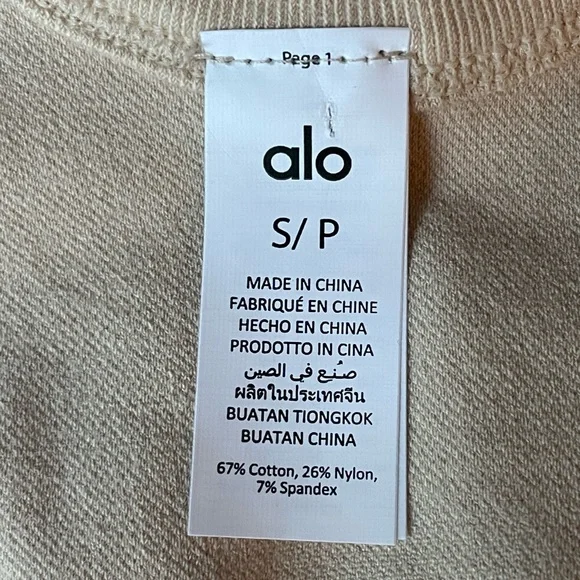 Page 1
alo
S/ P
MADE IN CHINA
FABRIQUÉ EN CHINE
HECHO EN CHINA
PRODOTTO IN CINA
صُنِع في الصين
ผลิตในประเทศจีน
BUATAN TIONGKOK
BUATAN CHINA
67% Cotton, 26% Nylon,
7% Spandex